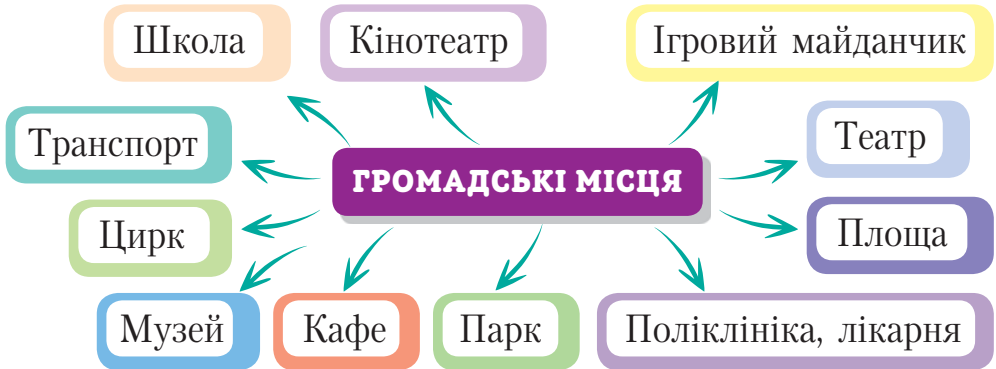 Школа
Кінотеатр
Ігровий майданчик
Транспорт
ГРОМАДСЬКІ МІСЦЯ
Театр
Цирк
Площа
Музей
Кафе
Парк
Поліклініка, лікарня